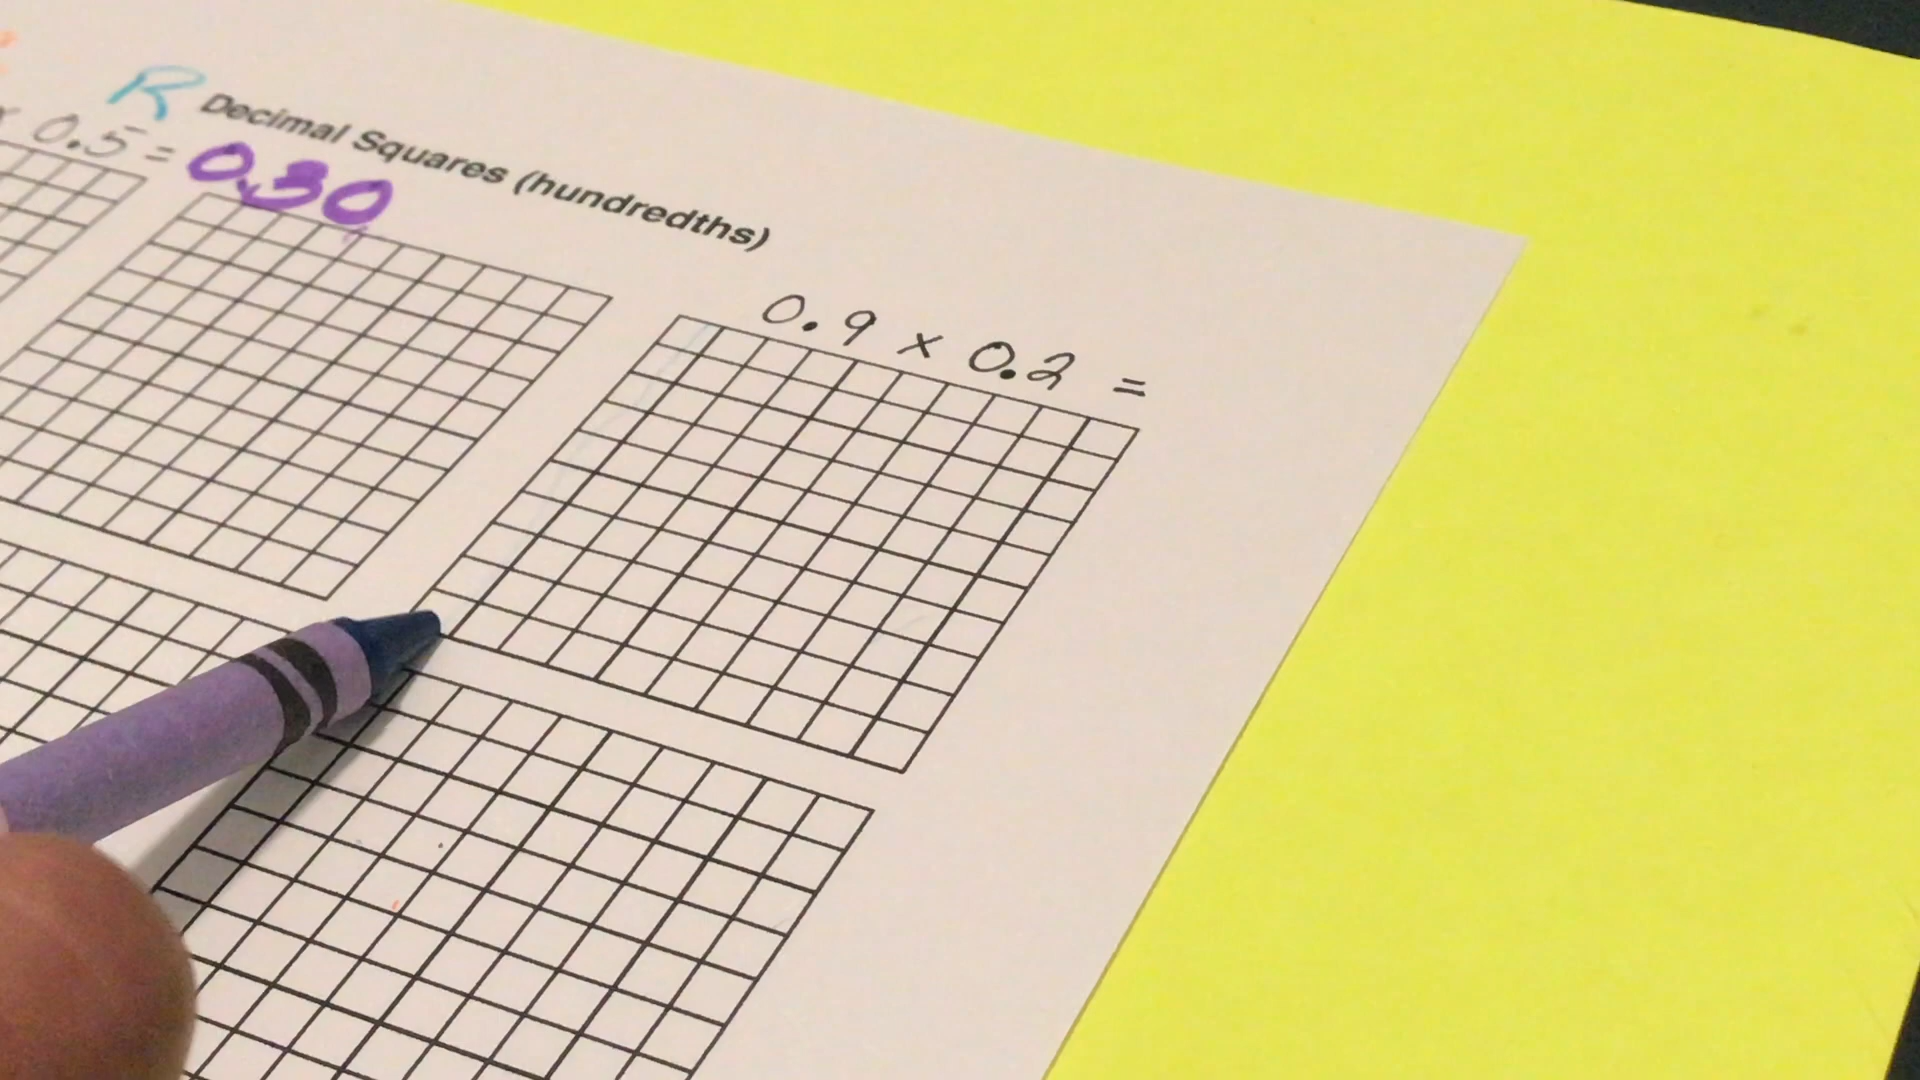 R Decimal Squares (hundredths)
x 0.5 = 0.30
0.9 x 0.2 =